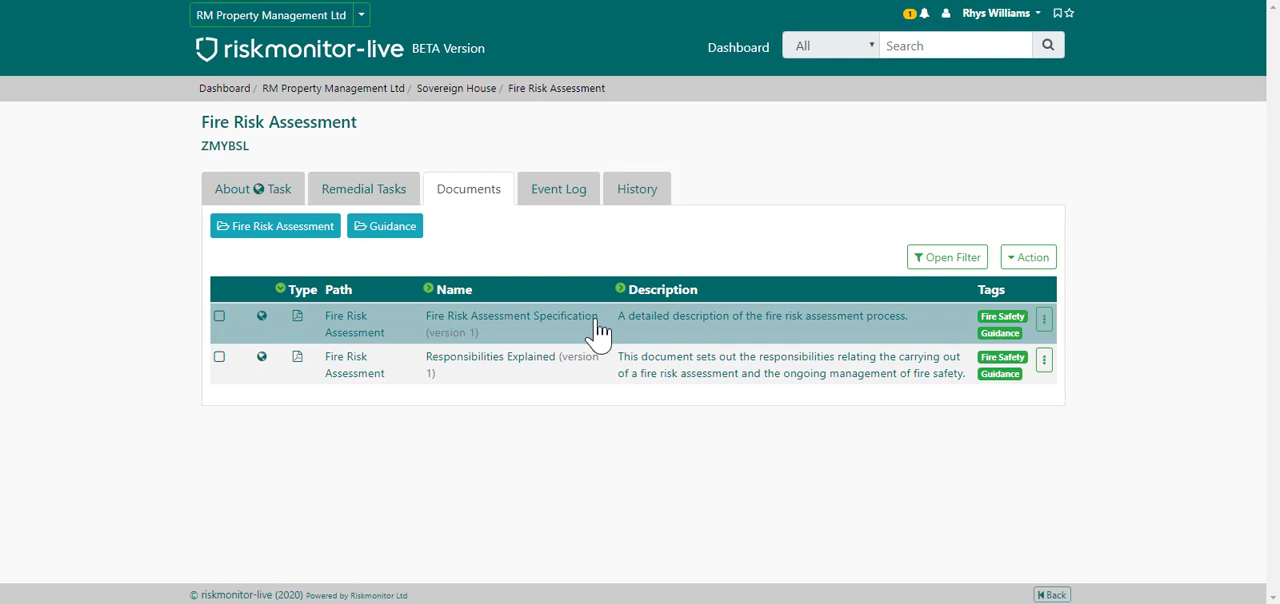 RM Property Management Ltd
1
Rhys Williams
riskmonitor-live BETA Version
Dashboard
All
Search
Dashboard / RM Property Management Ltd / Sovereign House / Fire Risk Assessment
Fire Risk Assessment
ZMYBSL
About Task
Remedial Tasks
Documents
Event Log
History
Fire Risk Assessment
Guidance
Open Filter
Action
Type Path Name Description Tags
Fire Risk Assessment Specification A detailed description of the fire risk assessment process. Fire Safety
Fire Risk
Assessment
(version 1)
Guidance
Fire Risk
Assessment
Responsibilities Explained (version
1)
This document sets out the responsibilities relating the carrying out
of a fire risk assessment and the ongoing management of fire safety.
Fire Safety
Guidance
© riskmonitor-live (2020) Powered by Riskmonitor Ltd
Back